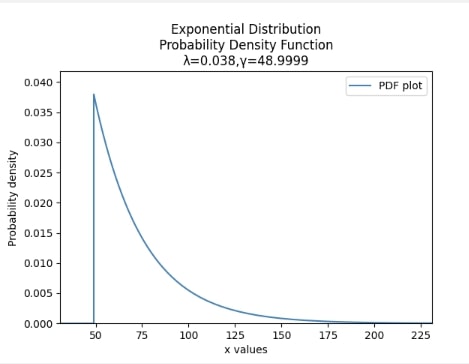 Exponential Distribution
Probability Density Function
λ=0.038,γ=48.9999
PDF plot
Probability density
0.040
0.035
0.030
0.025
0.020
0.015
0.010
0.005
0.000
50 75 100 125 150 175 200 225
x values